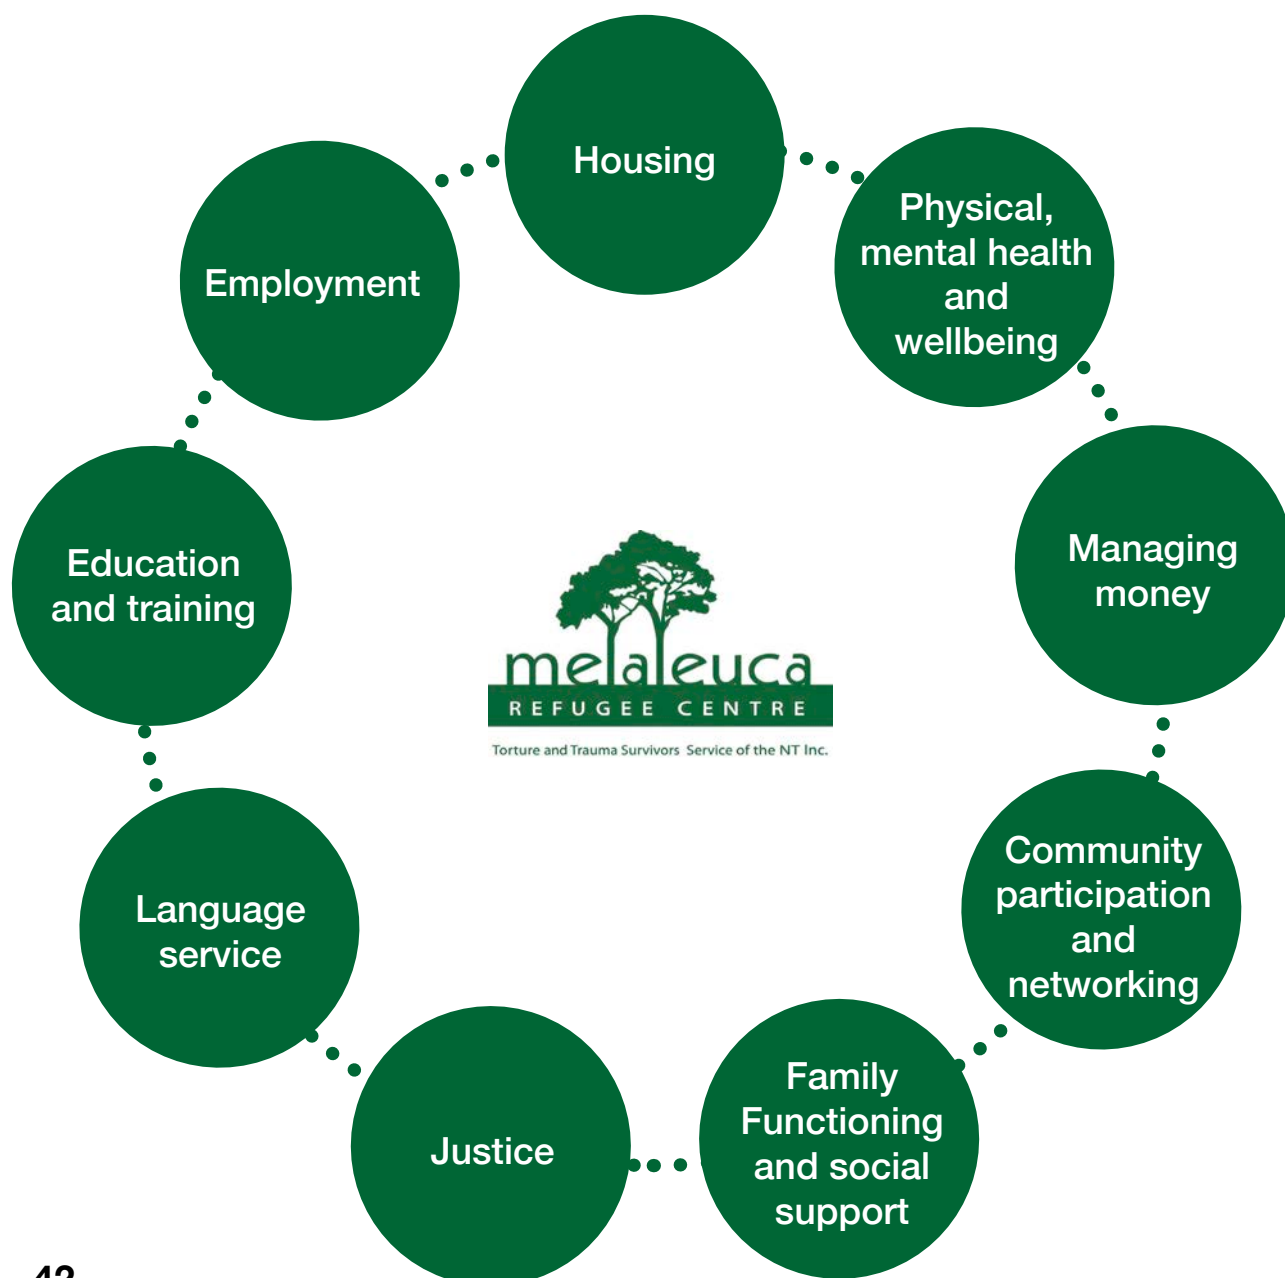 Housing
Physical,
mental health
and
wellbeing
Managing
money
Community
participation
and
networking
Family
Functioning
and social
support
Justice
Language
service
Education
and training
Employment
melaleuca
REFUGEE CENTRE
Torture and Trauma Survivors Service of the NT Inc.
42